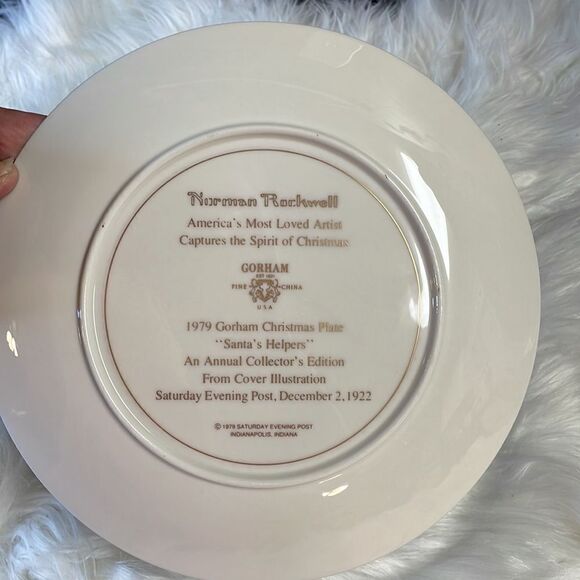 Norman Rockwell
America's Most Loved Artist
Captures the Spirit of Christmas
GORHAM
EST 1831
FINE CHINA
U S A
1979 Gorham Christmas Plate
"Santa's Helpers"
An Annual Collector's Edition
From Cover Illustration
Saturday Evening Post, December 2, 1922
© 1979 SATURDAY EVENING POST
INDIANAPOLIS, INDIANA